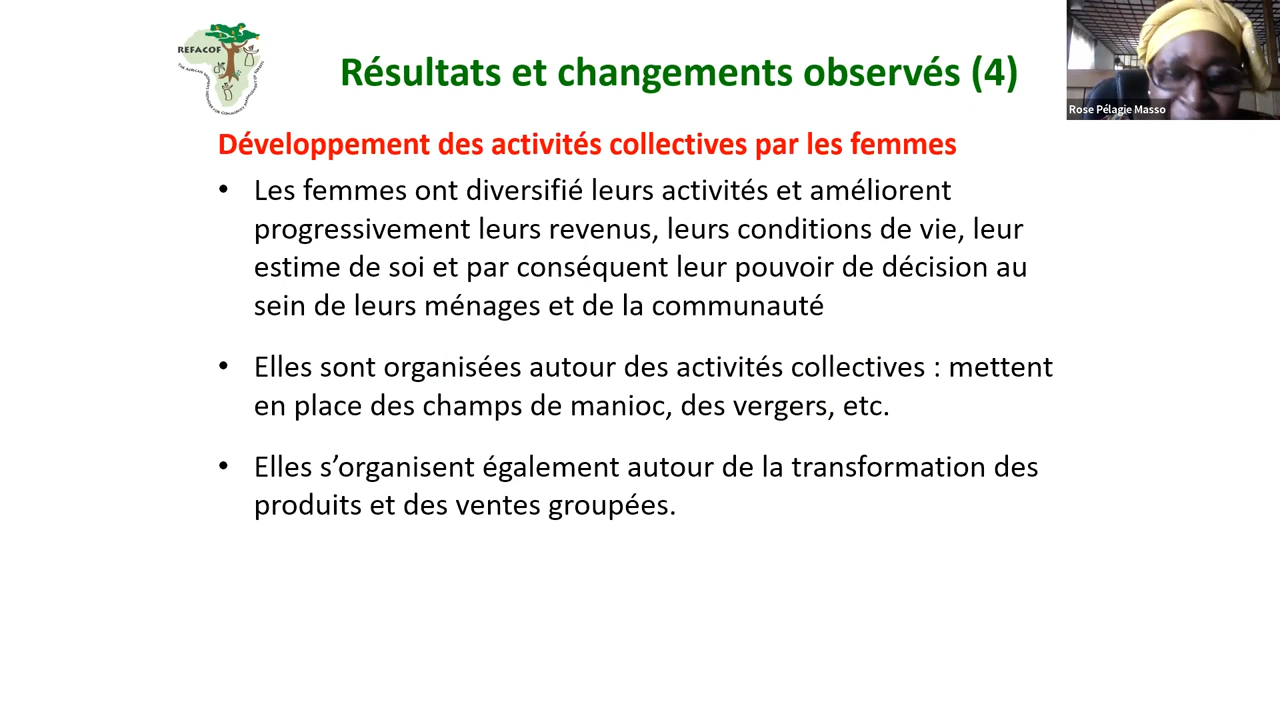 REFACOF
Résultats et changements observés (4)
Rose Pélagie Masso
Développement des activités collectives par les femmes
• Les femmes ont diversifié leurs activités et améliorent
progressivement leurs revenus, leurs conditions de vie, leur
estime de soi et par conséquent leur pouvoir de décision au
sein de leurs ménages et de la communauté
• Elles sont organisées autour des activités collectives : mettent
en place des champs de manioc, des vergers, etc.
• Elles s’organisent également autour de la transformation des
produits et des ventes groupées.